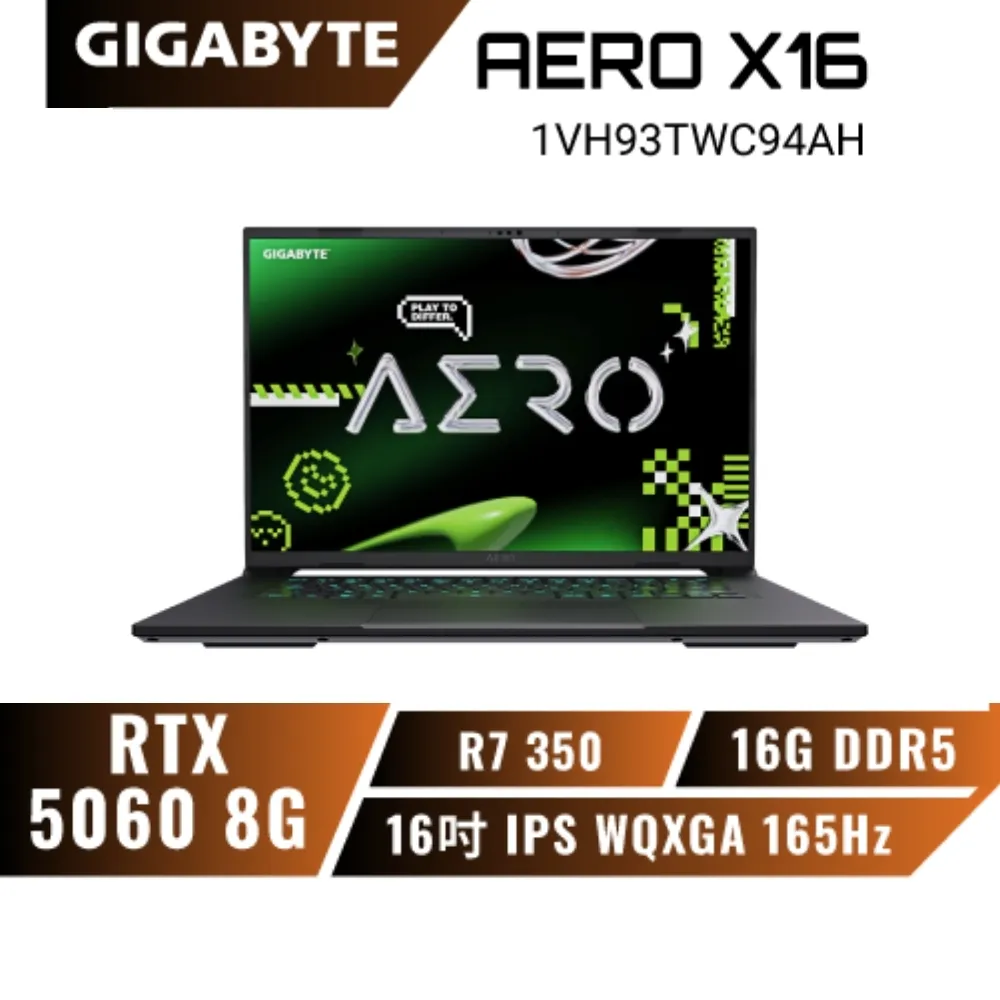 GIGABYTE
AERO X16
1VH93TWC94AH
GIGABYTE
PLAY TO
DIFFER.
AERO
AERO
RTX
5060 8G
R7 350
16G DDR5
16吋 IPS WQXGA 165Hz